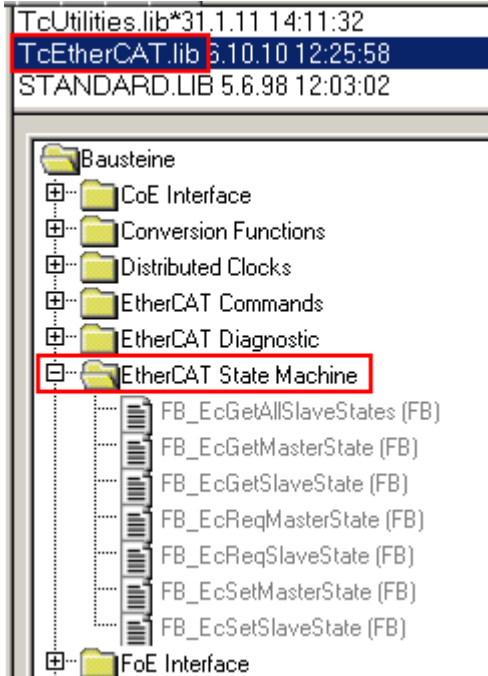 TcUtilities.lib*31.1.11 14:11:32
TcEtherCAT.lib 6.10.10 12:25:58
STANDARD.LIB 5.6.98 12:03:02
Bausteine
CoE Interface
Conversion Functions
Distributed Clocks
EtherCAT Commands
EtherCAT Diagnostic
EtherCAT State Machine
FB_EcGetAllSlaveStates (FB)
FB_EcGetMasterState (FB)
FB_EcGetSlaveState (FB)
FB_EcReqMasterState (FB)
FB_EcReqSlaveState (FB)
FB_EcSetMasterState (FB)
FB_EcSetSlaveState (FB)
FoE Interface